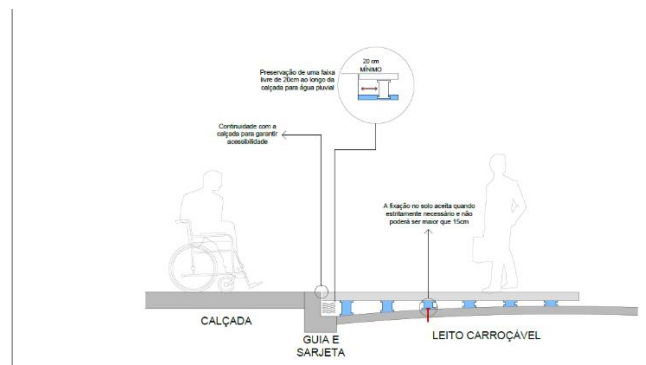 20 cm
MÍNIMO
Preservação de uma faixa
livre de 20cm ao longo da
calçada para água pluvial
Continuidade com a
calçada para garantir
acessibilidade
A fixação no solo aceita quando
estritamente necessário e não
poderá ser maior que 15cm
CALÇADA
GUIA E
SARJETA
LEITO CARROÇÁVEL